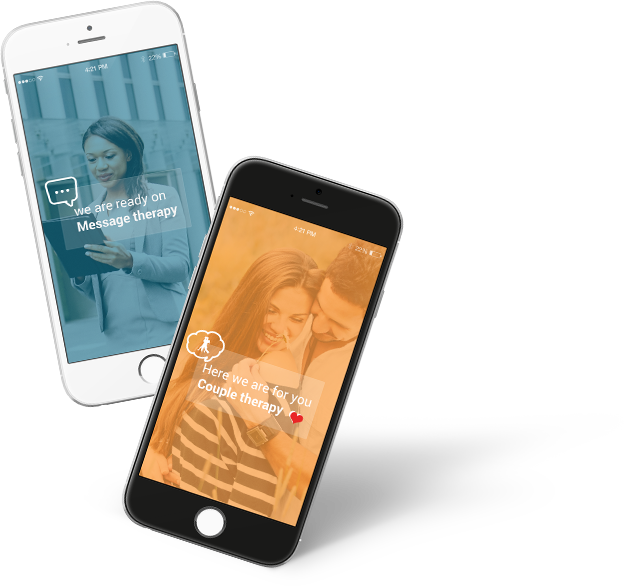 4:21 PM 22%
we are ready on
Message therapy
4:21 PM 22%
Here we are for you
Couple therapy